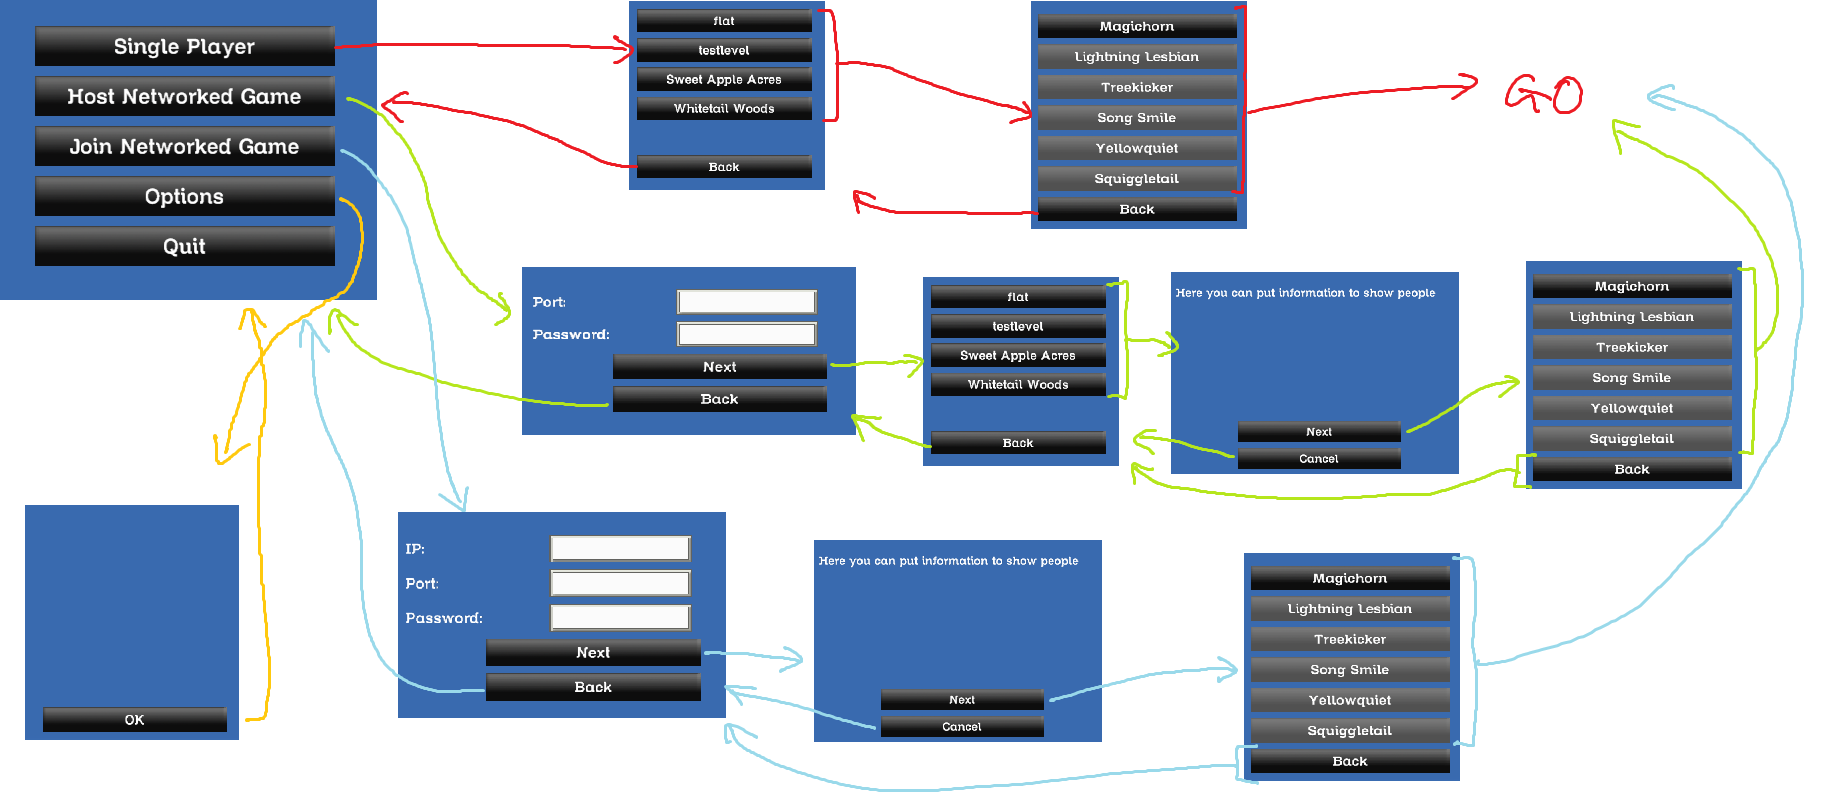 Single Player
Host Networked Game
Join Networked Game
Options
Quit
flat
testlevel
Sweet Apple Acres
Whitetail Woods
Back
Magichorn
Lightning Lesbian
Treekicker
Song Smile
Yellowquiet
Squiggletail
Back
GO
Port:
Password:
Next
Back
flat
testlevel
Sweet Apple Acres
Whitetail Woods
Back
Here you can put information to show people
Next
Cancel
Magichorn
Lightning Lesbian
Treekicker
Song Smile
Yellowquiet
Squiggletail
Back
OK
IP:
Port:
Password:
Next
Back
Here you can put information to show people
Next
Cancel
Magichorn
Lightning Lesbian
Treekicker
Song Smile
Yellowquiet
Squiggletail
Back